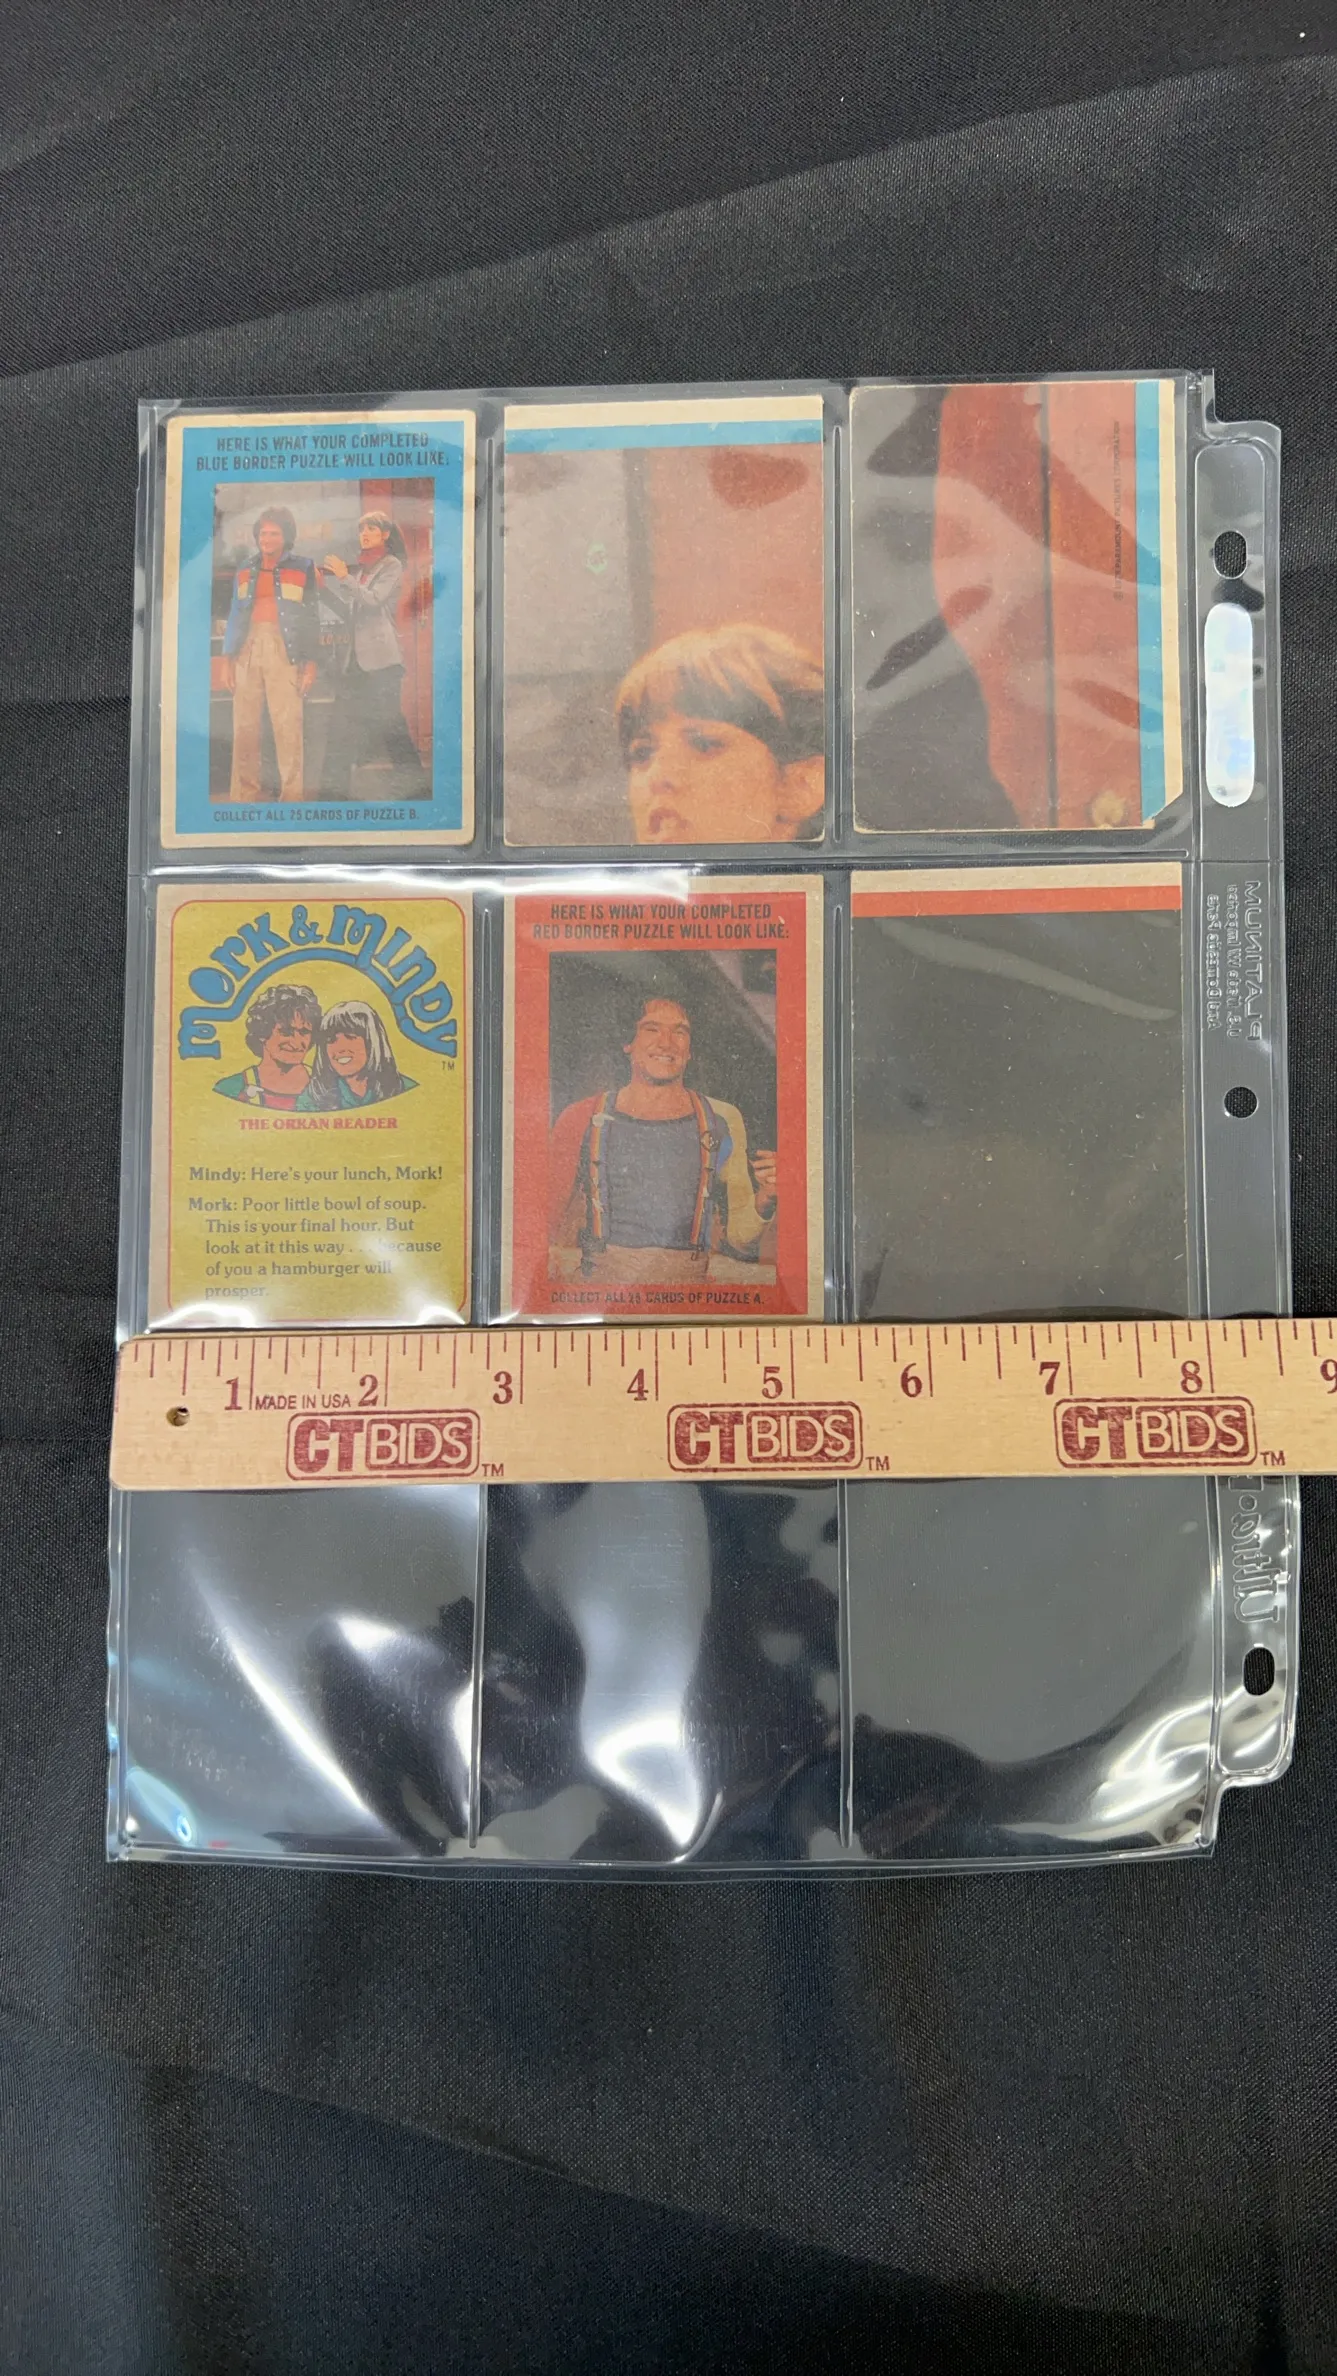 HERE IS WHAT YOUR COMPLETED
BLUE BORDER PUZZLE WILL LOOK LIKE:
COLLECT ALL 25 CARDS OF PUZZLE B.
MORK & MINDY
TM
THE ORKAN READER
Mindy: Here's your lunch, Mork!
Mork: Poor little bowl of soup.
This is your final hour. But
look at it this way . . . because
of you a hamburger will
prosper.
HERE IS WHAT YOUR COMPLETED
RED BORDER PUZZLE WILL LOOK LIKE:
COLLECT ALL 25 CARDS OF PUZZLE A.
PLATINUM
Ultra•P
1 MADE IN USA 2 3 4 5 6 7 8 9
CTBIDS TM CTBIDS TM CTBIDS TM